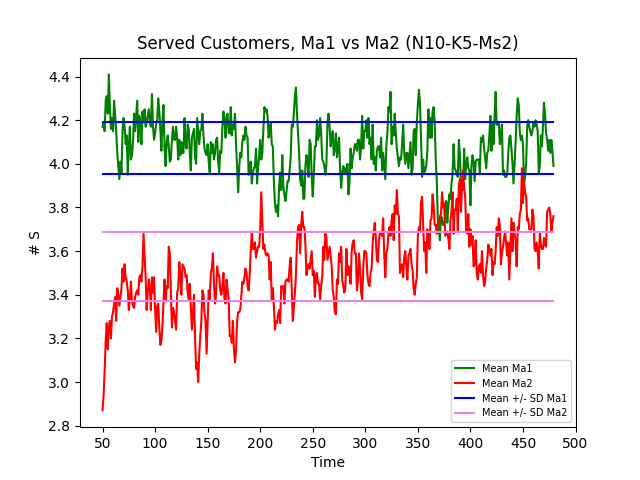 Served Customers, Ma1 vs Ma2 (N10-K5-Ms2)
4.4
4.2
4.0
3.8
3.6
3.4
3.2
3.0
2.8
# S
Mean Ma1
Mean Ma2
Mean +/- SD Ma1
Mean +/- SD Ma2
50 100 150 200 250 300 350 400 450 500
Time